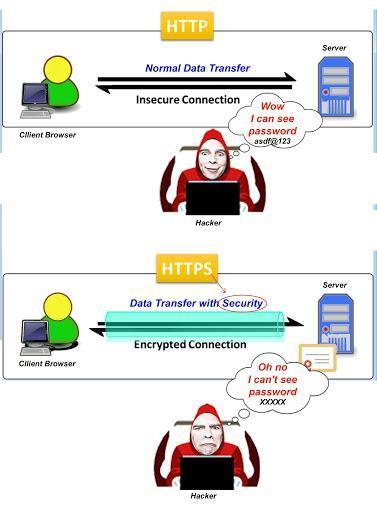 HTTP
Server
Normal Data Transfer
Insecure Connection
Wow
I can see
password
asdf@123
Cllient Browser
Hacker
HTTPS
Server
Data Transfer with Security
Encrypted Connection
Cllient Browser
Oh no
I can't see
password
XXXXX
Hacker